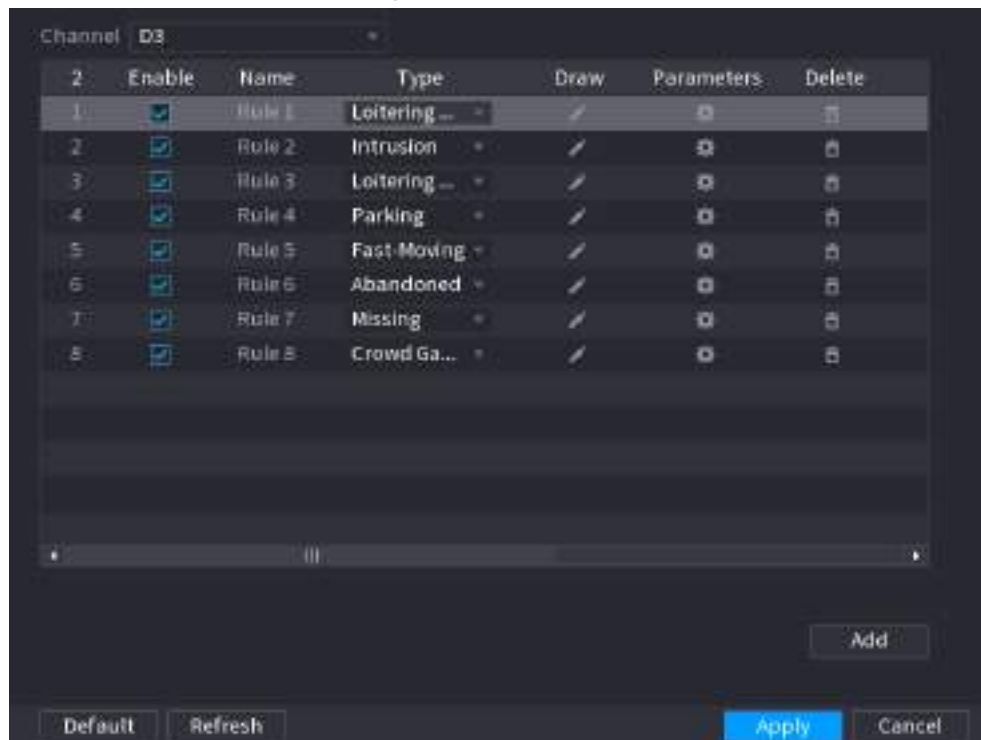 Channel D3
2 Enable Name Type Draw Parameters Delete
1 Rule 1 Loitering ...
2 Rule 2 Intrusion
3 Rule 3 Loitering ...
4 Rule 4 Parking
5 Rule 5 Fast-Moving
6 Rule 6 Abandoned
7 Rule 7 Missing
8 Rule 8 Crowd Ga...
Add
Default Refresh Apply Cancel